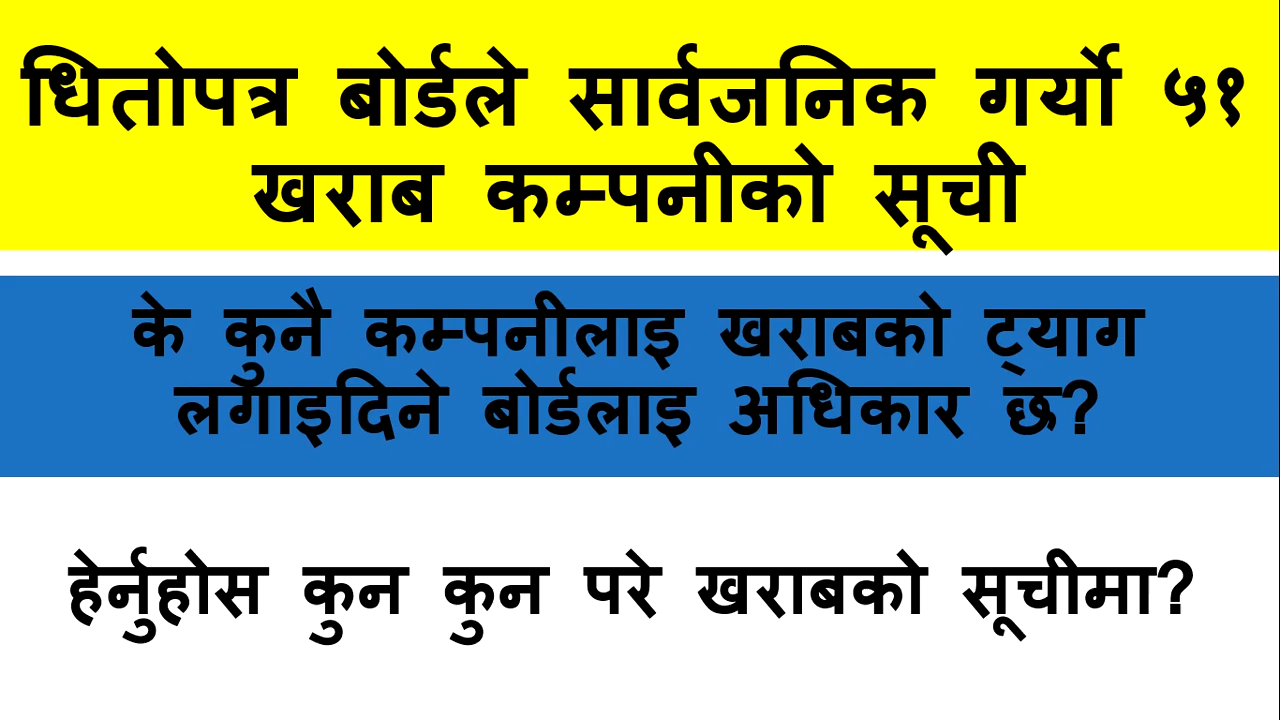 धितोपत्र बोर्डले सार्वजनिक गर्यो ५१
खराब कम्पनीको सूची
के कुनै कम्पनीलाइ खराबको ट्याग
लगाइदिने बोर्डलाइ अधिकार छ?
हेर्नुहोस कुन कुन परे खराबको सूचीमा?